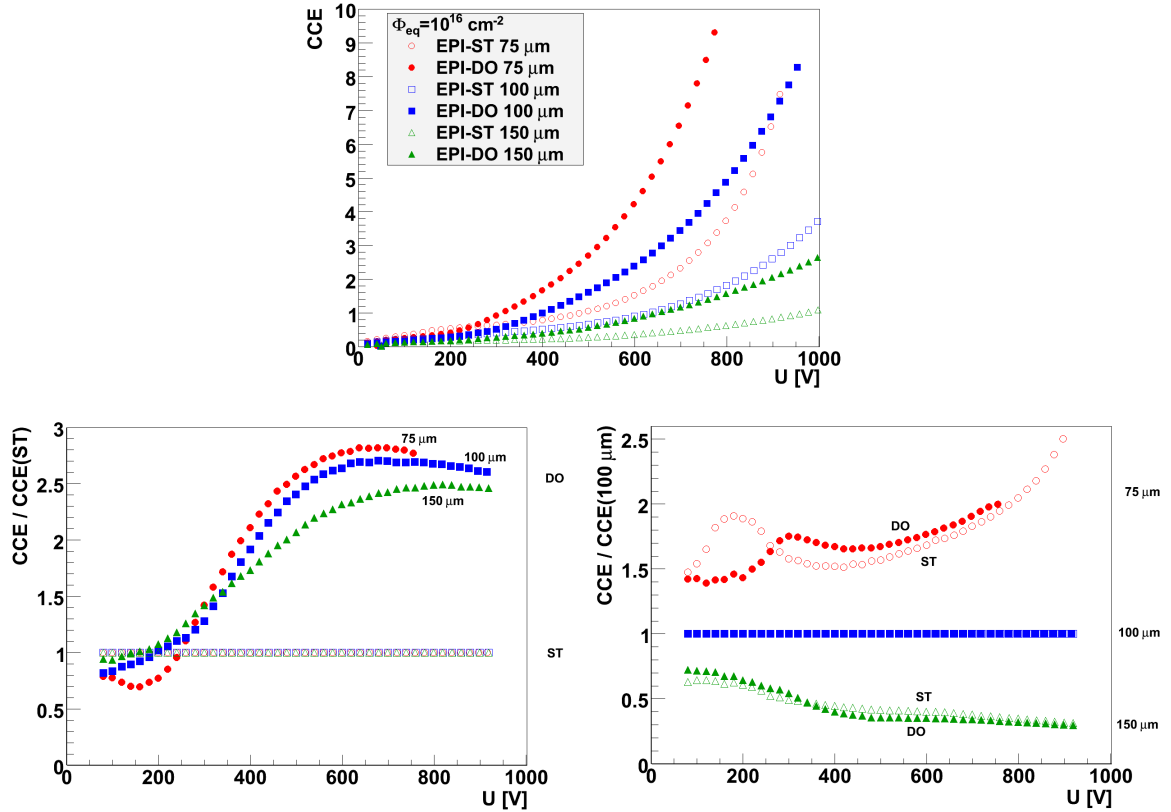 CCE
10
9
8
7
6
5
4
3
2
1
0
Φeq=10^16 cm^-2
EPI-ST 75 μm
EPI-DO 75 μm
EPI-ST 100 μm
EPI-DO 100 μm
EPI-ST 150 μm
EPI-DO 150 μm
0 200 400 600 800 1000
U [V]
CCE / CCE(ST)
3
2.5
2
1.5
1
0.5
0
75 μm
100 μm
150 μm
DO
ST
0 200 400 600 800 1000
U [V]
CCE / CCE(100 μm)
2.5
2
1.5
1
0.5
0
DO
ST
ST
DO
75 μm
100 μm
150 μm
0 200 400 600 800 1000
U [V]